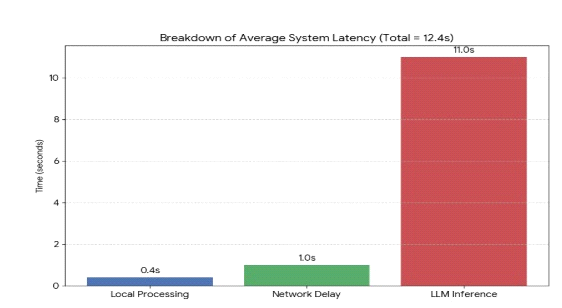 Breakdown of Average System Latency (Total = 12.4s)
11.0s
10
8
Time (seconds)
6
4
2
1.0s
0.4s
0
Local Processing Network Delay LLM Inference